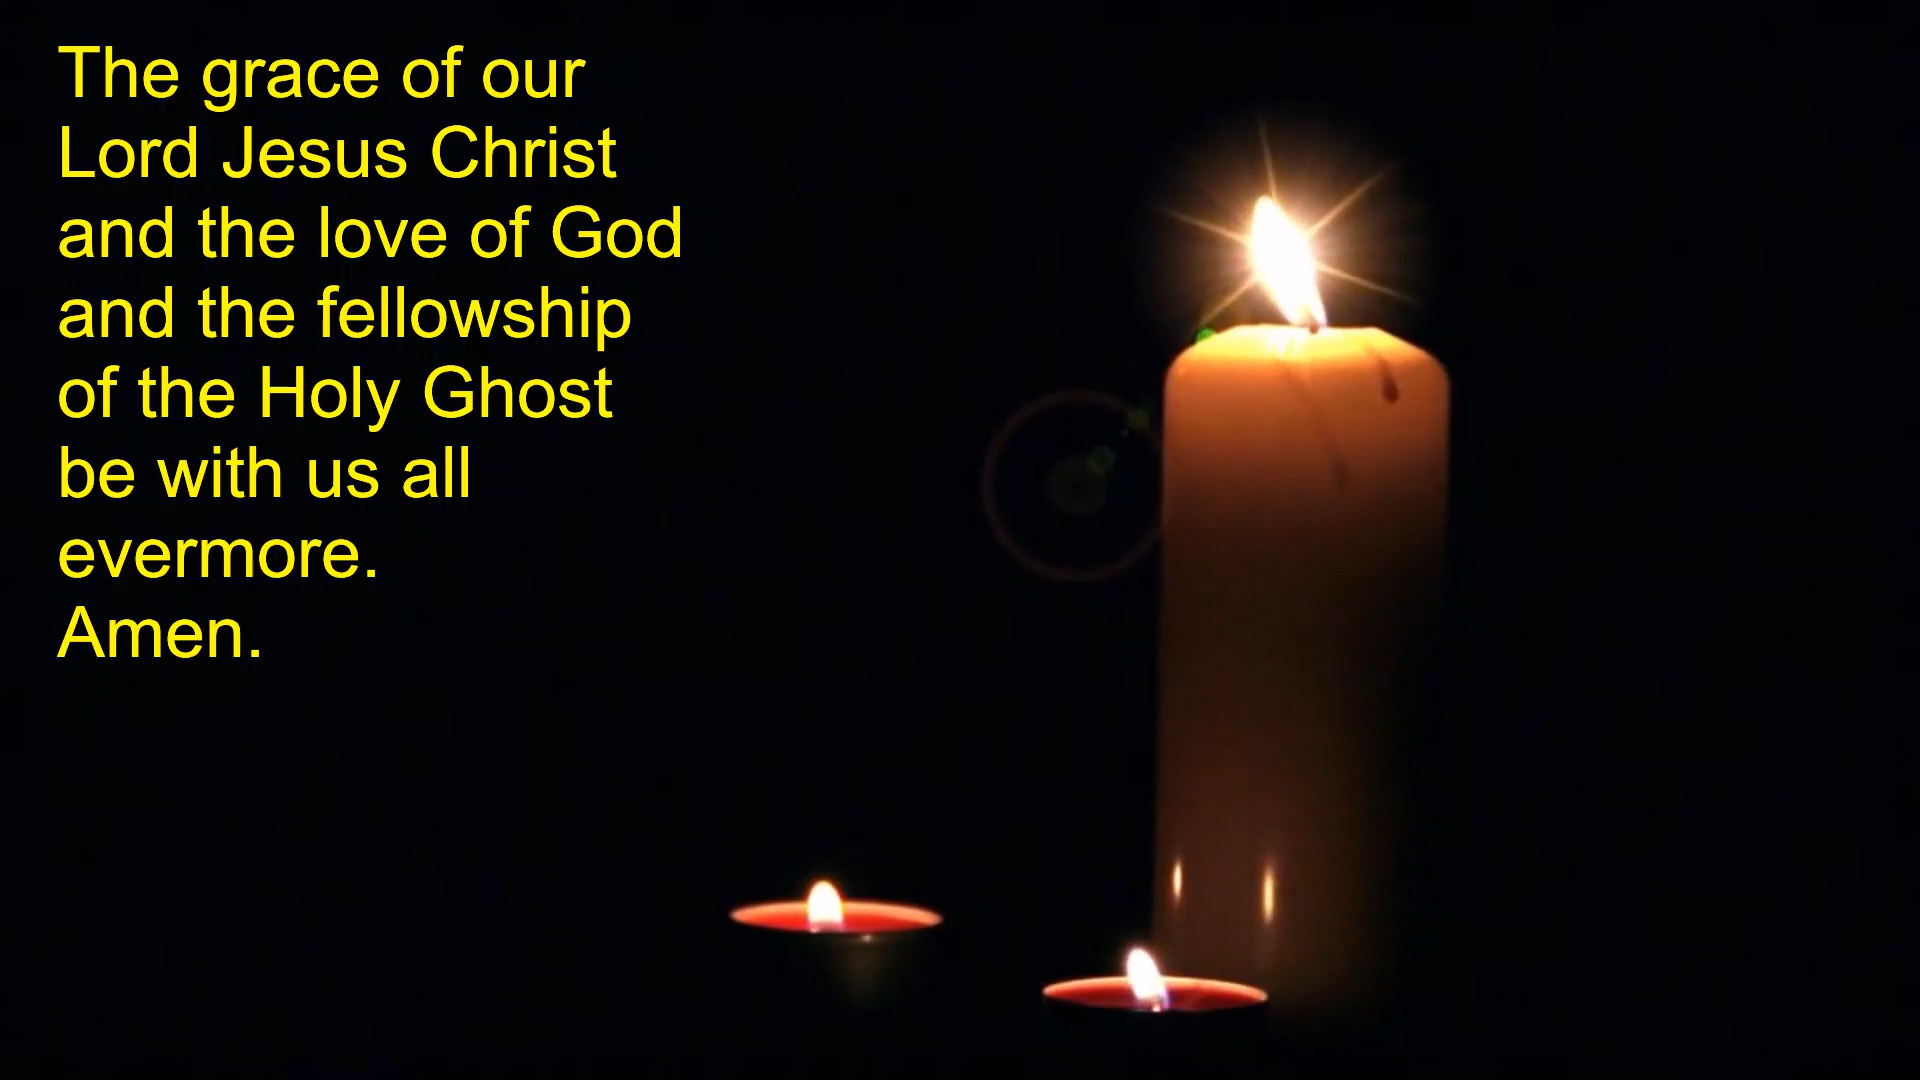 The grace of our
Lord Jesus Christ
and the love of God
and the fellowship
of the Holy Ghost
be with us all
evermore.
Amen.